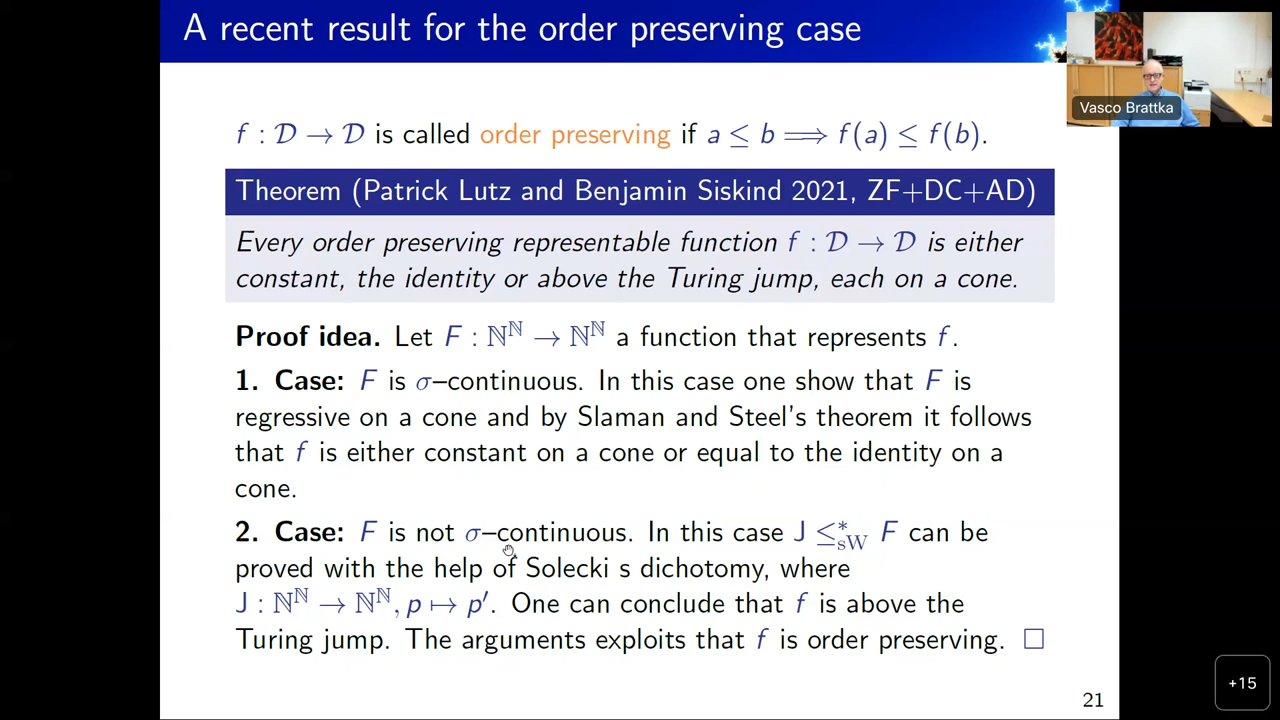 A recent result for the order preserving case
Vasco Brattka
f : 𝒟 → 𝒟 is called order preserving if a ≤ b ⟹ f(a) ≤ f(b).
Theorem (Patrick Lutz and Benjamin Siskind 2021, ZF+DC+AD)
Every order preserving representable function f : 𝒟 → 𝒟 is either
constant, the identity or above the Turing jump, each on a cone.
Proof idea. Let F : ℕ^ℕ → ℕ^ℕ a function that represents f.
1. Case: F is σ–continuous. In this case one show that F is
regressive on a cone and by Slaman and Steel's theorem it follows
that f is either constant on a cone or equal to the identity on a
cone.
2. Case: F is not σ–continuous. In this case J ≤*_sW F can be
proved with the help of Solecki s dichotomy, where
J : ℕ^ℕ → ℕ^ℕ, p ↦ p′. One can conclude that f is above the
Turing jump. The arguments exploits that f is order preserving. □
+15
21